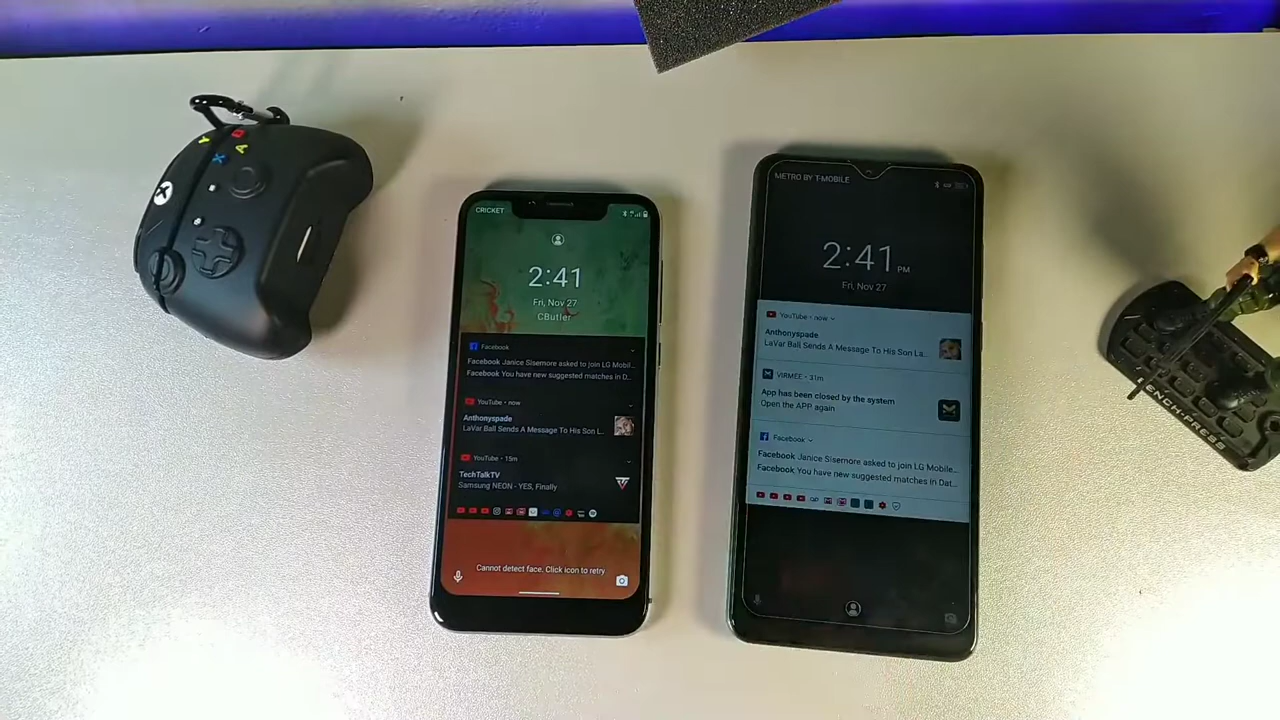 Y
X
A
X
CRICKET
2:41
Fri, Nov 27
CButler
Facebook
Facebook Janice Sisemore asked to join LG Mobil...
Facebook You have new suggested matches in D...
YouTube • now
Anthonyspade
LaVar Ball Sends A Message To His Son L...
YouTube • 15m
TechTalkTV
Samsung NEON - YES, Finally
Cannot detect face. Click icon to retry
METRO BY T-MOBILE
2:41 PM
Fri, Nov 27
YouTube • now
Anthonyspade
LaVar Ball Sends A Message To His Son La...
VIRMEE • 31m
App has been closed by the system
Open the APP again
Facebook
Facebook Janice Sisemore asked to join LG Mobile...
Facebook You have new suggested matches in Dat...